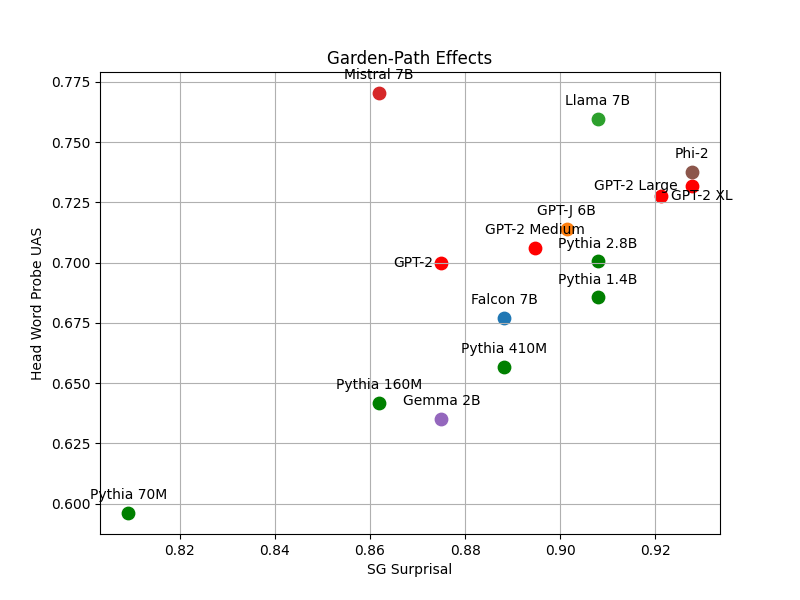 Garden-Path Effects
Mistral 7B
0.775
Llama 7B
0.750
Phi-2
GPT-2 Large
GPT-2 XL
0.725
GPT-J 6B
GPT-2 Medium
Pythia 2.8B
GPT-2
0.700
Pythia 1.4B
Falcon 7B
0.675
Pythia 410M
0.650
Pythia 160M
Gemma 2B
0.625
Pythia 70M
0.600
Head Word Probe UAS
0.82 0.84 0.86 0.88 0.90 0.92
SG Surprisal